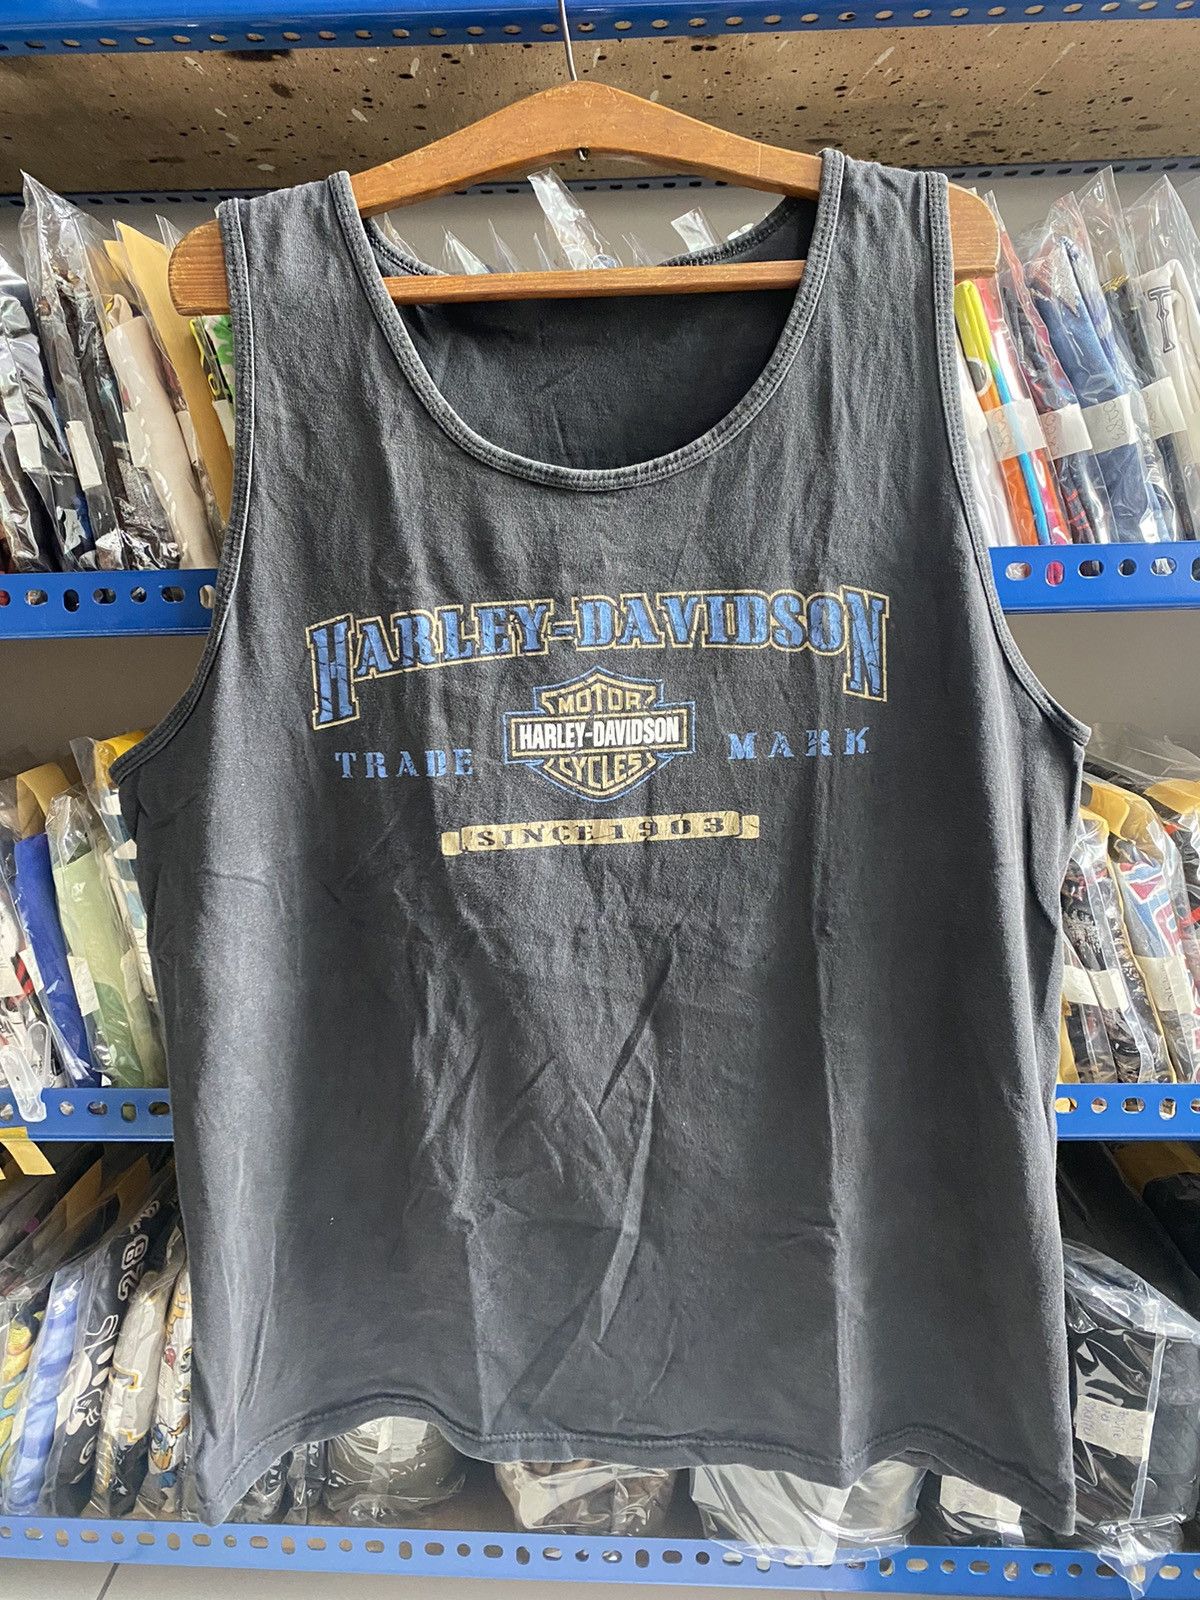 HARLEY-DAVIDSON
MOTOR
HARLEY-DAVIDSON
CYCLES
TRADE MARK
SINCE 1903